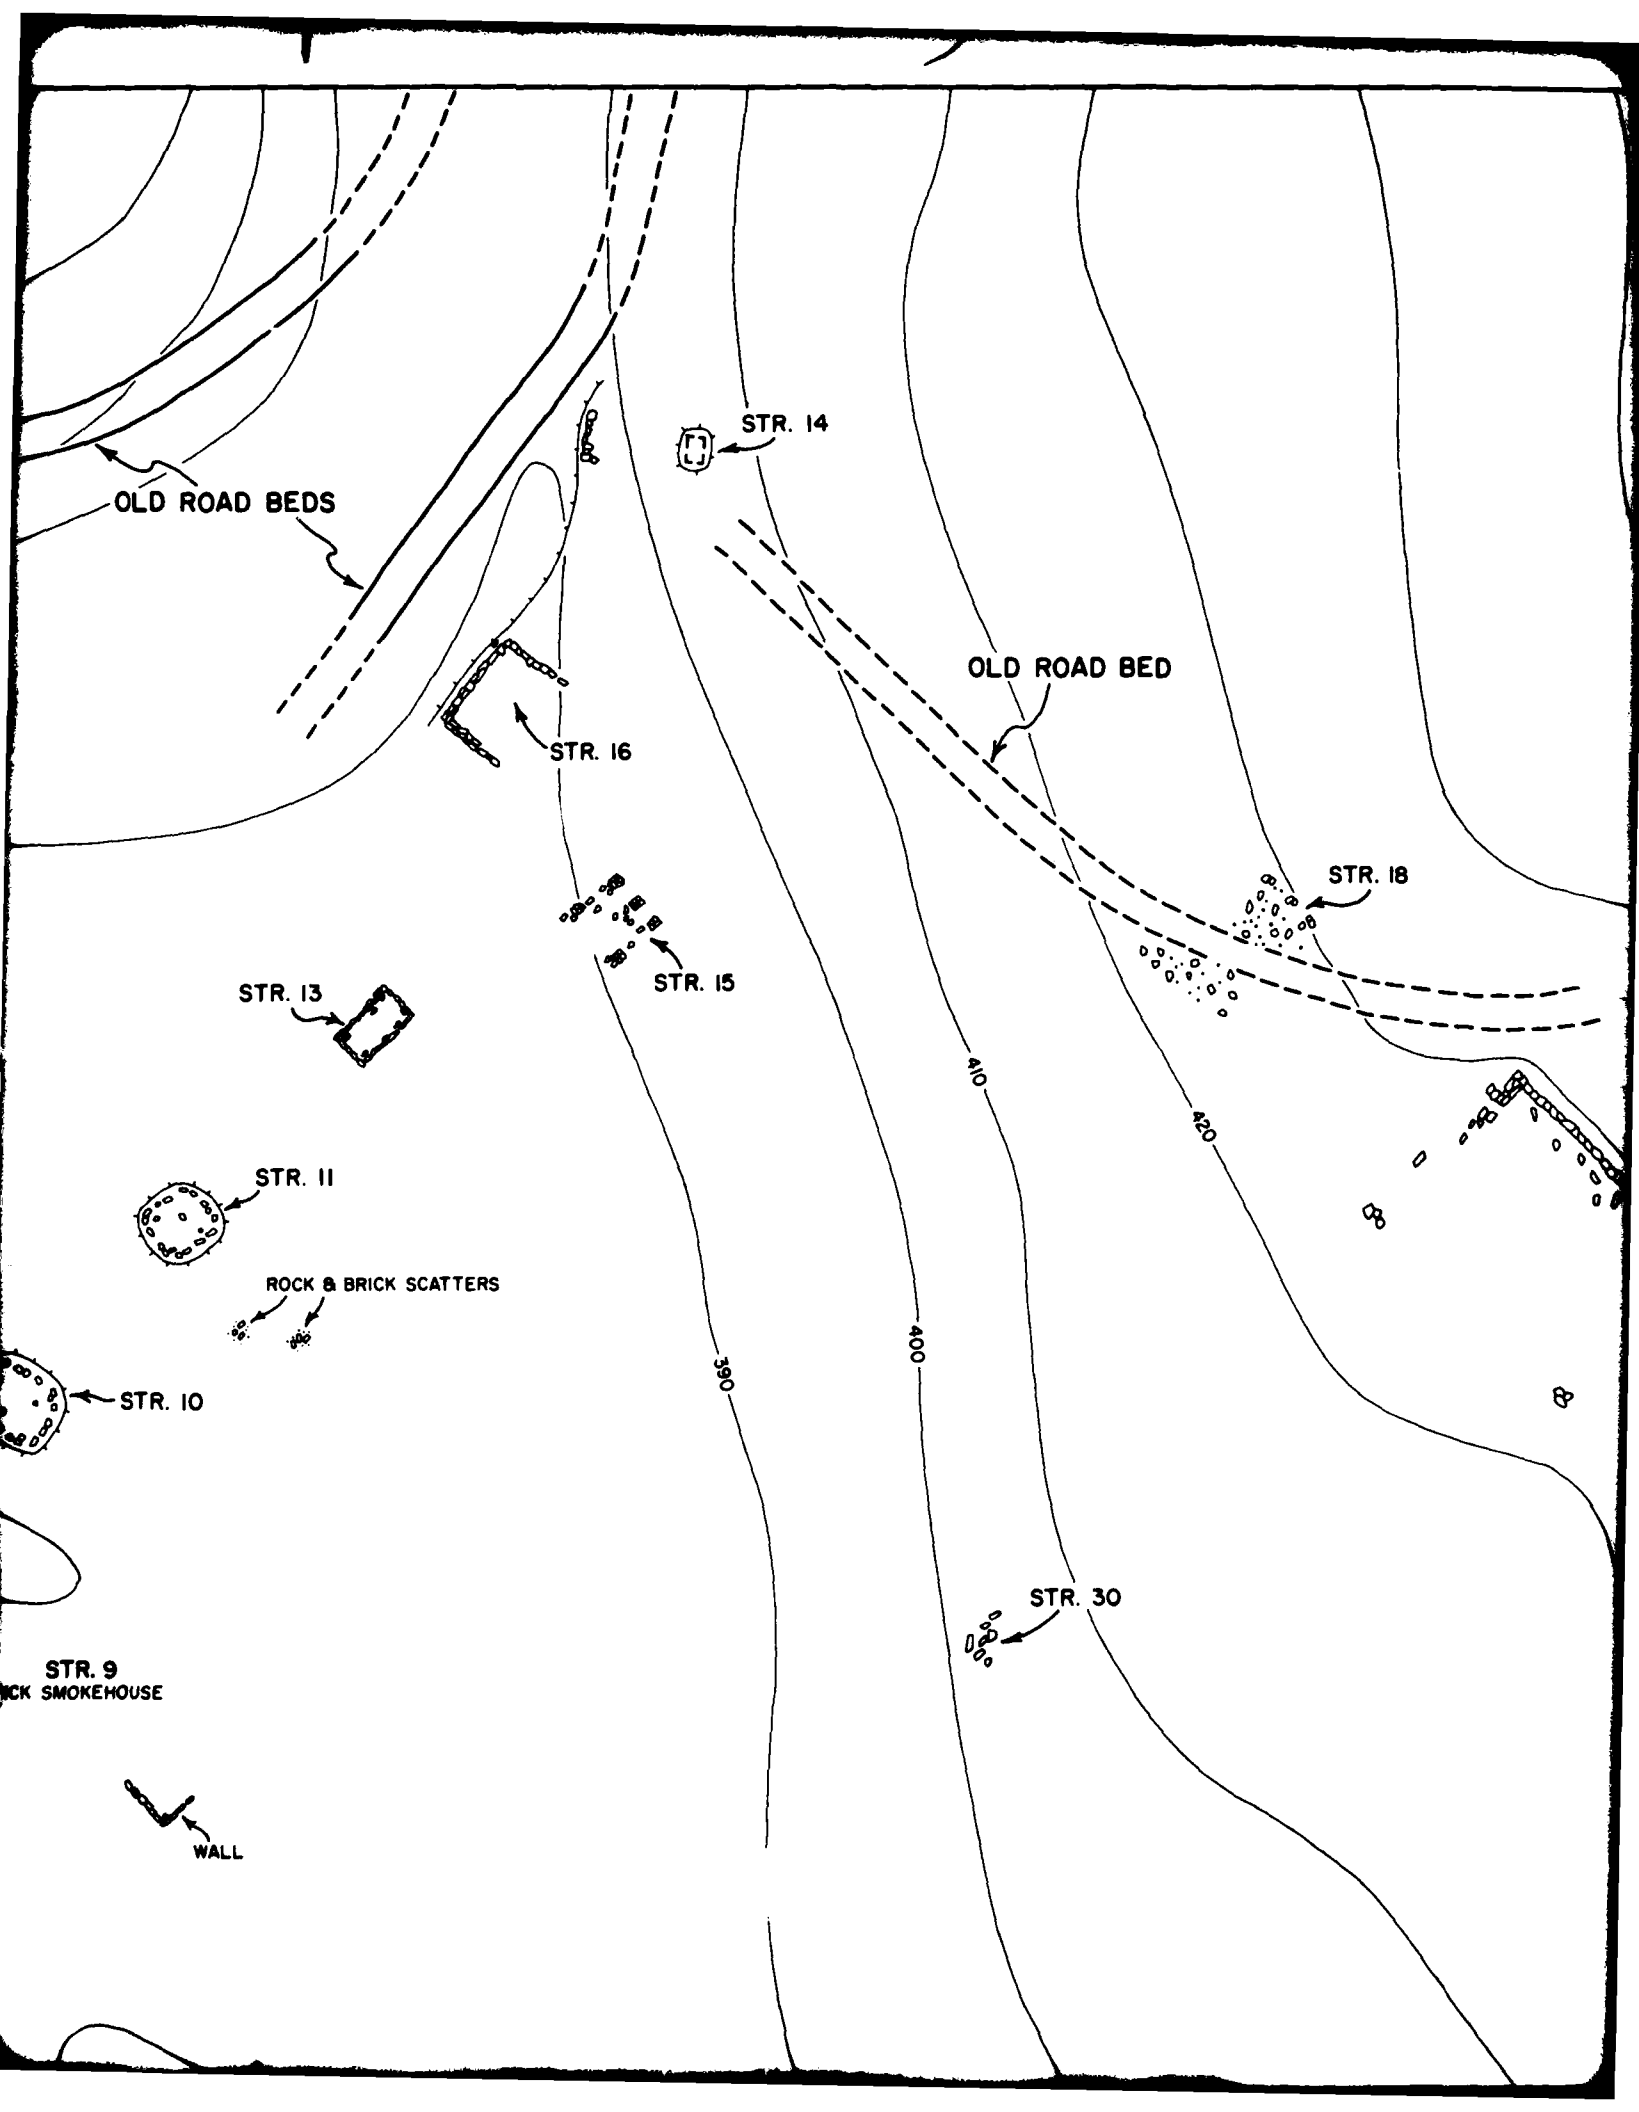 STR. 14
OLD ROAD BEDS
OLD ROAD BED
STR. 16
STR. 18
STR. 15
STR. 13
410
420
STR. 11
ROCK & BRICK SCATTERS
400
390
STR. 10
STR. 30
STR. 9
ICK SMOKEHOUSE
WALL